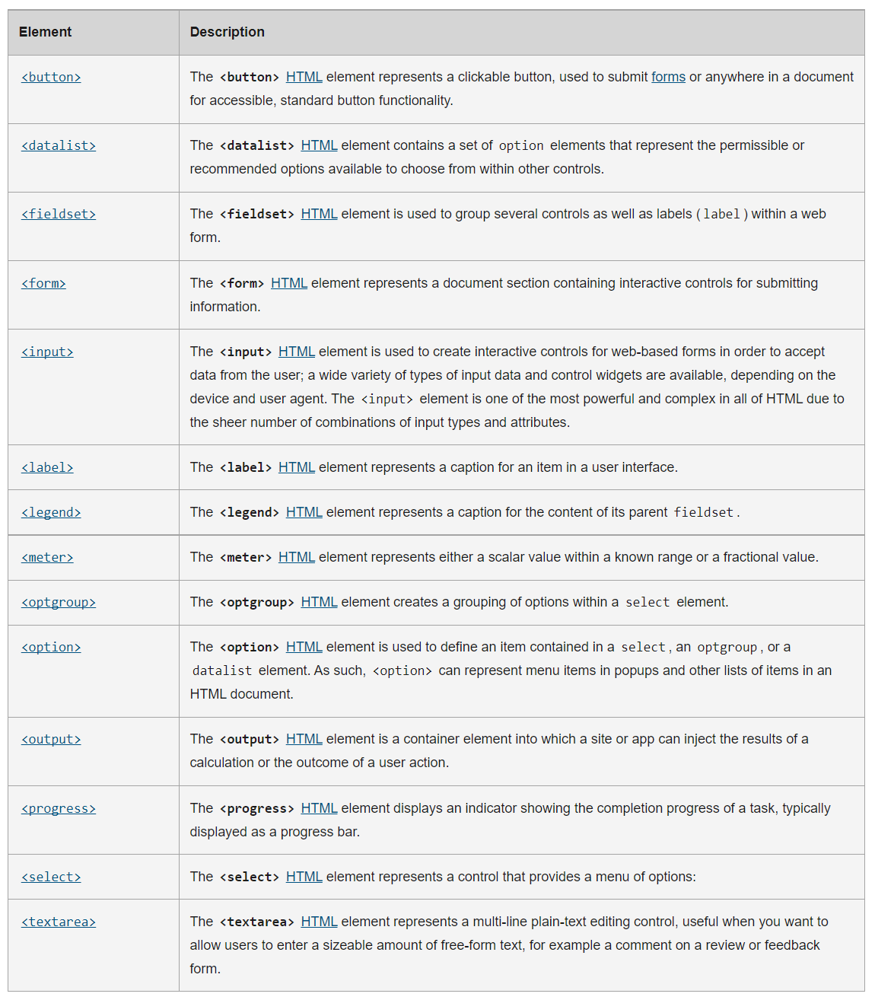 Element Description
<button> The <button> HTML element represents a clickable button, used to submit forms or anywhere in a document
for accessible, standard button functionality.
<datalist> The <datalist> HTML element contains a set of option elements that represent the permissible or
recommended options available to choose from within other controls.
<fieldset> The <fieldset> HTML element is used to group several controls as well as labels (label) within a web
form.
<form> The <form> HTML element represents a document section containing interactive controls for submitting
information.
<input> The <input> HTML element is used to create interactive controls for web-based forms in order to accept
data from the user; a wide variety of types of input data and control widgets are available, depending on the
device and user agent. The <input> element is one of the most powerful and complex in all of HTML due to
the sheer number of combinations of input types and attributes.
<label> The <label> HTML element represents a caption for an item in a user interface.
<legend> The <legend> HTML element represents a caption for the content of its parent fieldset.
<meter> The <meter> HTML element represents either a scalar value within a known range or a fractional value.
<optgroup> The <optgroup> HTML element creates a grouping of options within a select element.
<option> The <option> HTML element is used to define an item contained in a select, an optgroup, or a
datalist element. As such, <option> can represent menu items in popups and other lists of items in an
HTML document.
<output> The <output> HTML element is a container element into which a site or app can inject the results of a
calculation or the outcome of a user action.
<progress> The <progress> HTML element displays an indicator showing the completion progress of a task, typically
displayed as a progress bar.
<select> The <select> HTML element represents a control that provides a menu of options:
<textarea> The <textarea> HTML element represents a multi-line plain-text editing control, useful when you want to
allow users to enter a sizeable amount of free-form text, for example a comment on a review or feedback
form.